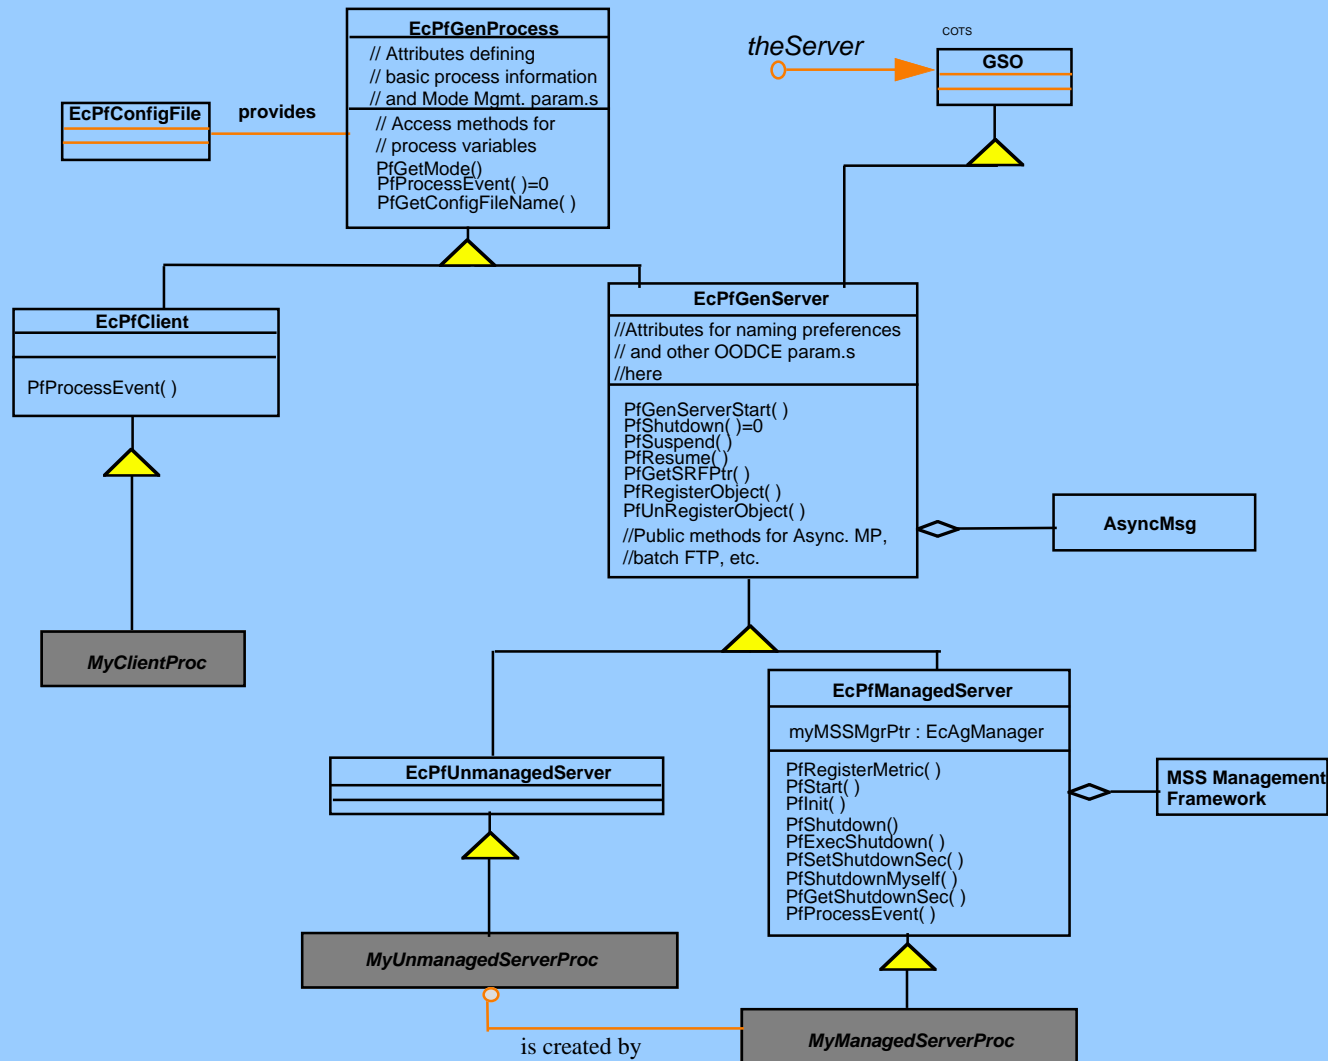 EcPfGenProcess
// Attributes defining
// basic process information
// and Mode Mgmt. param.s
// Access methods for
// process variables
PfGetMode()
PfProcessEvent( )=0
PfGetConfigFileName( )
EcPfConfigFile
provides
theServer
COTS
GSO
EcPfClient
PfProcessEvent( )
EcPfGenServer
//Attributes for naming preferences
// and other OODCE param.s
//here
PfGenServerStart( )
PfShutdown( )=0
PfSuspend( )
PfResume( )
PfGetSRFPtr( )
PfRegisterObject( )
PfUnRegisterObject( )
//Public methods for Async. MP,
//batch FTP, etc.
AsyncMsg
MyClientProc
EcPfManagedServer
myMSSMgrPtr : EcAgManager
PfRegisterMetric( )
PfStart( )
PfInit( )
PfShutdown()
PfExecShutdown( )
PfSetShutdownSec( )
PfShutdownMyself( )
PfGetShutdownSec( )
PfProcessEvent( )
EcPfUnmanagedServer
MSS Management
Framework
MyUnmanagedServerProc
is created by
MyManagedServerProc